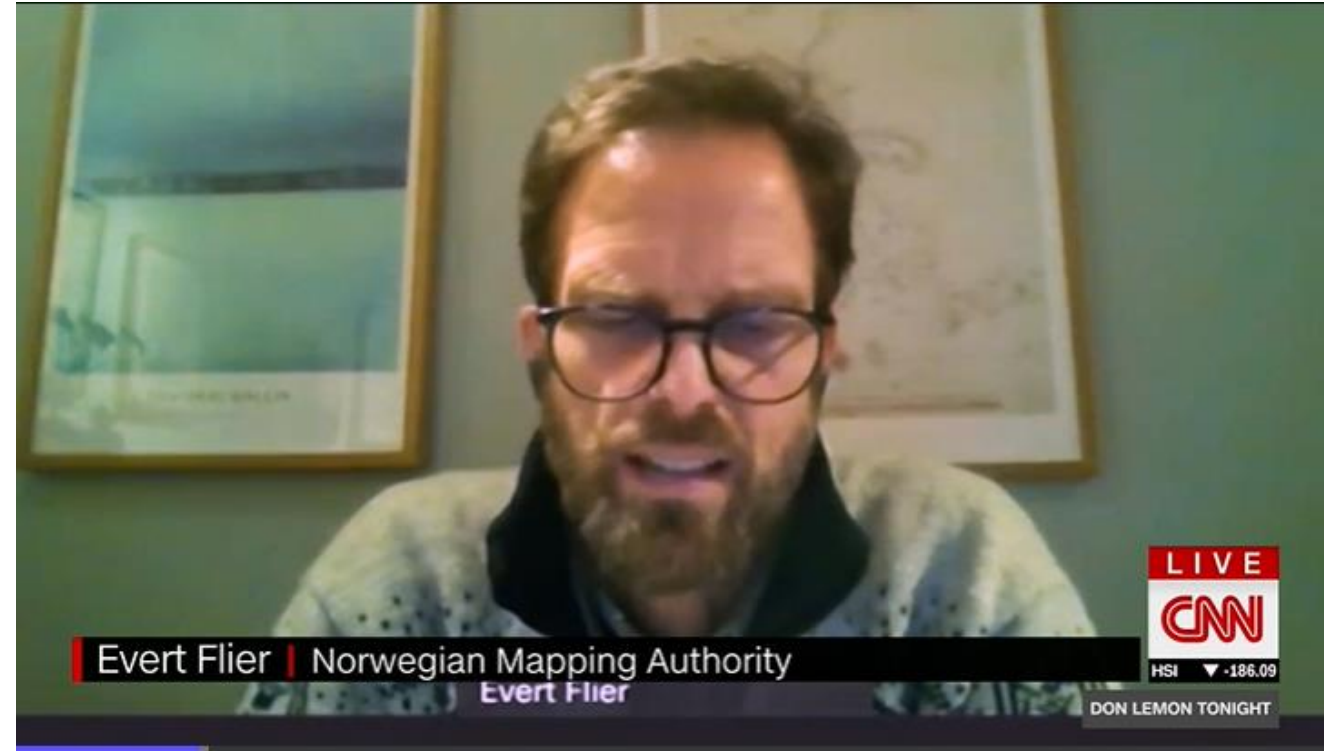 LIVE
CNN
Evert Flier | Norwegian Mapping Authority
HSI ▼ -186.09
Evert Flier
DON LEMON TONIGHT